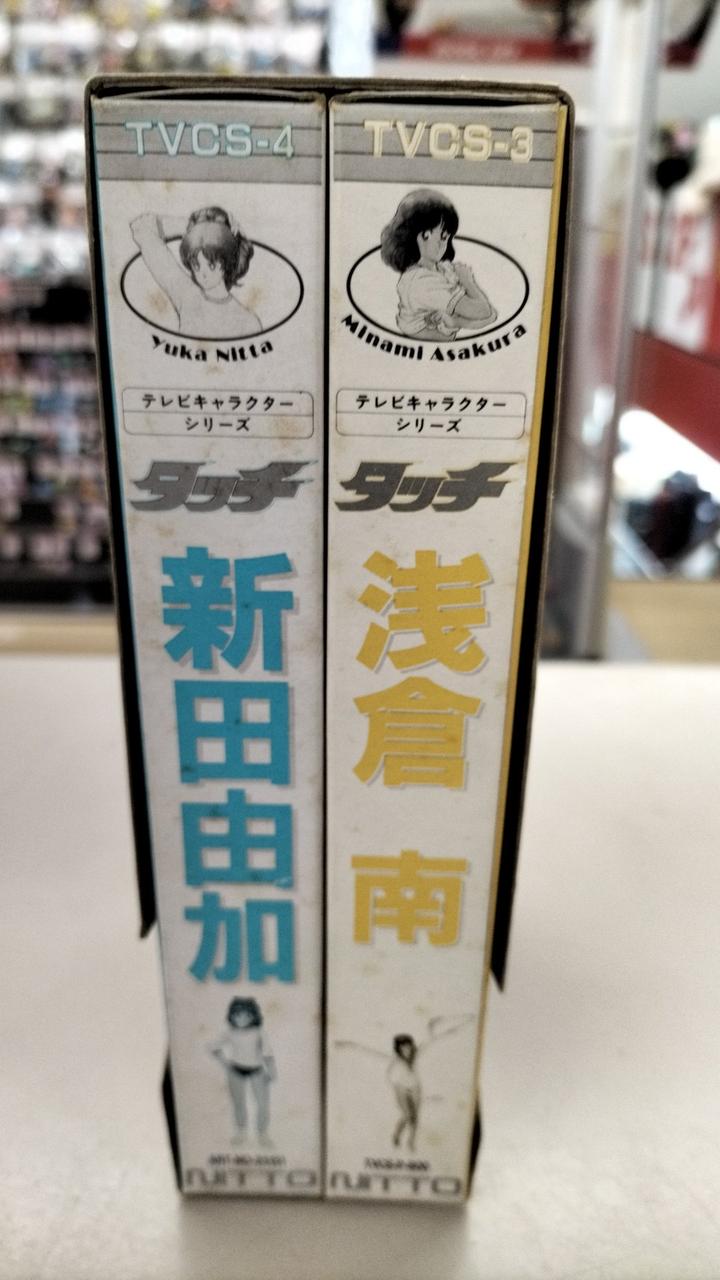 TVCS-4
Yuka Nitta
テレビキャラクター
シリーズ
タッチ
新田由加
NITTO
TVCS-3
Minami Asakura
テレビキャラクター
シリーズ
タッチ
浅倉 南
NITTO